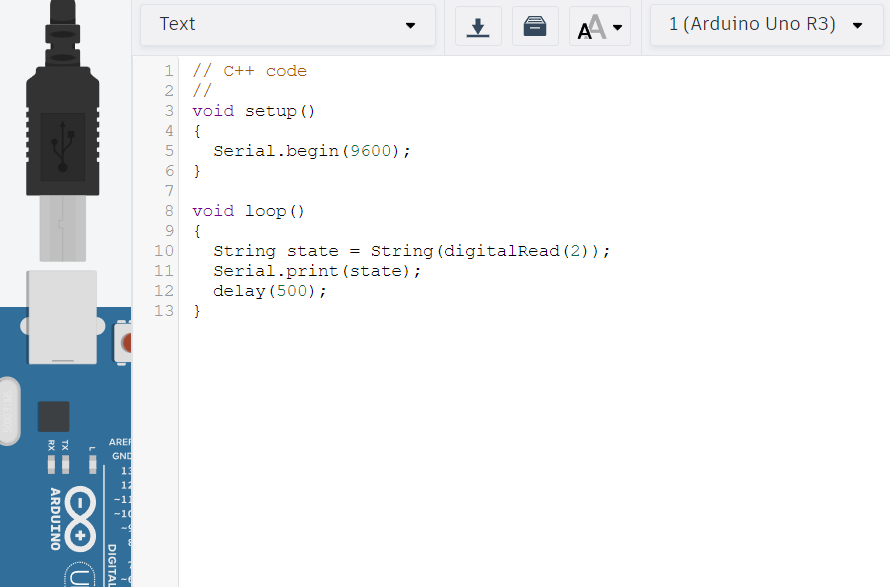 Text
1 (Arduino Uno R3)
1 // C++ code
2 //
3 void setup()
4 {
5   Serial.begin(9600);
6 }
7
8 void loop()
9 {
10   String state = String(digitalRead(2));
11   Serial.print(state);
12   delay(500);
13 }
RX
TX
L
AREF
GND
13
12
~11
~10
~9
8
7
~6
ARDUINO
DIGITAL
U